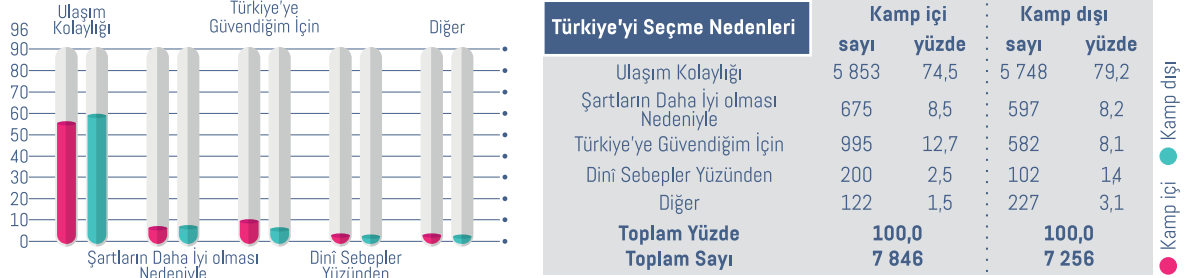 Ulaşım
Kolaylığı
Türkiye'ye
Güvendiğim İçin
Diğer
96
90
80
70
60
50
40
30
20
10
0
Şartların Daha İyi olması
Nedeniyle
Dinî Sebepler
Yüzünden
Türkiye'yi Seçme Nedenleri
Kamp içi Kamp dışı
sayı yüzde sayı yüzde
Ulaşım Kolaylığı 5 853 74,5 5 748 79,2
Şartların Daha İyi olması
Nedeniyle 675 8,5 597 8,2
Türkiye'ye Güvendiğim İçin 995 12,7 582 8,1
Dinî Sebepler Yüzünden 200 2,5 102 1,4
Diğer 122 1,5 227 3,1
Toplam Yüzde 100,0 100,0
Toplam Sayı 7 846 7 256
Kamp içi
Kamp dışı